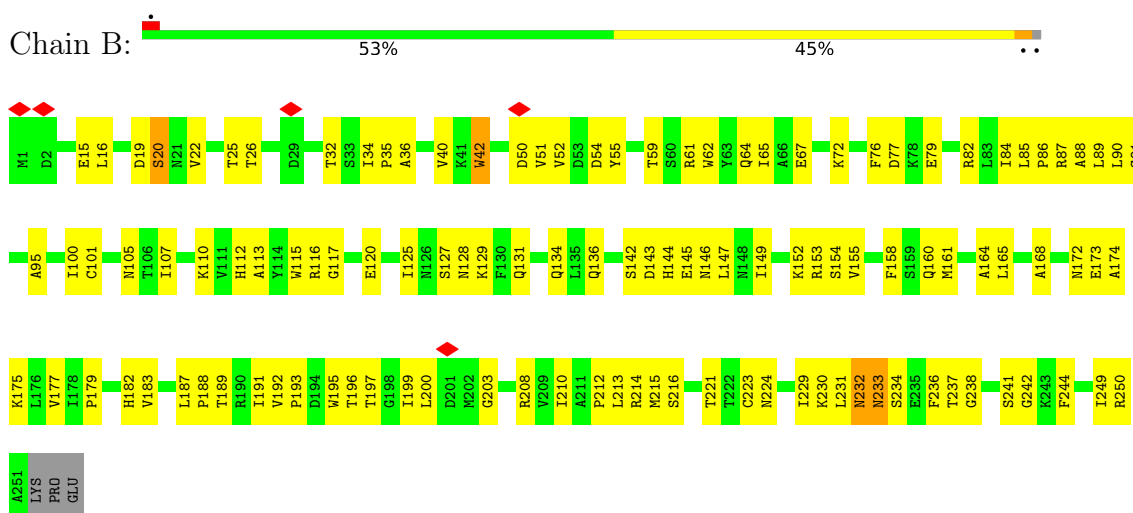 Chain B:
53% 45%
M1 D2 E15 L16 D19 S20 N21 V22 T25 T26 D29 T32 S33 I34 P35 A36 V40 K41 W42 D50 V51 V52 D53 D54 Y55 T59 S60 R61 W62 Y63 Q64 I65 A66 E67 K72 F76 D77 K78 E79 R82 L83 I84 L85 P86 R87 A88 L89 L90
A95 I100 C101 N105 T106 I107 K110 V111 H112 A113 Y114 W115 R116 G117 E120 I125 N126 S127 N128 K129 F130 Q131 Q134 L135 Q136 S142 D143 H144 E145 N146 L147 N148 I149 K152 R153 S154 V155 F158 S159 Q160 M161 A164 L165 A168 N172 E173 A174
K175 L176 V177 I178 P179 H182 V183 L187 P188 T189 R190 I191 V192 P193 D194 W195 T196 T197 G198 I199 L200 D201 M202 G203 R208 V209 I210 A211 P212 L213 R214 M215 S216 T221 T222 C223 N224 I229 K230 L231 N232 N233 S234 E235 F236 T237 G238 S241 G242 K243 F244 I249 R250
A251 LYS PRO GLU